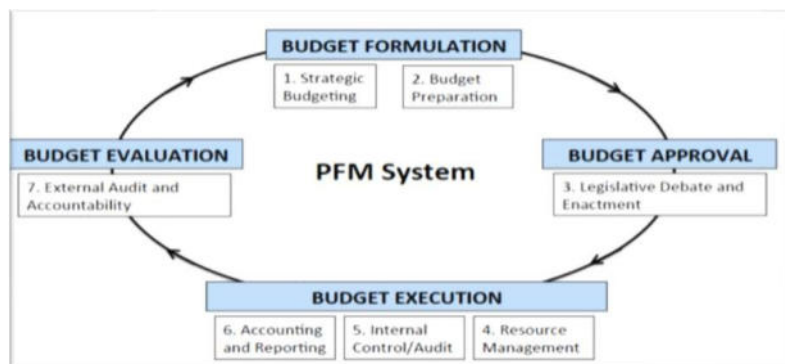 BUDGET FORMULATION
1. Strategic
Budgeting
2. Budget
Preparation
BUDGET EVALUATION
7. External Audit and
Accountability
PFM System
BUDGET APPROVAL
3. Legislative Debate and
Enactment
BUDGET EXECUTION
6. Accounting
and Reporting
5. Internal
Control/Audit
4. Resource
Management